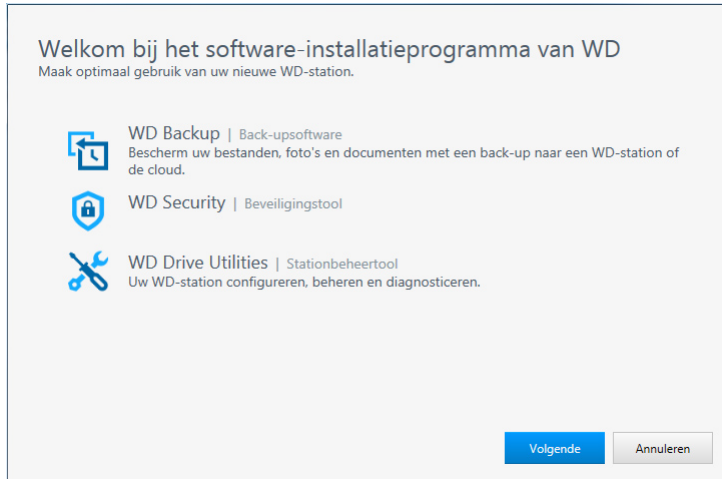 Welkom bij het software-installatieprogramma van WD
Maak optimaal gebruik van uw nieuwe WD-station.
WD Backup | Back-upsoftware
Bescherm uw bestanden, foto's en documenten met een back-up naar een WD-station of
de cloud.
WD Security | Beveiligingstool
WD Drive Utilities | Stationbeheertool
Uw WD-station configureren, beheren en diagnosticeren.
Volgende
Annuleren